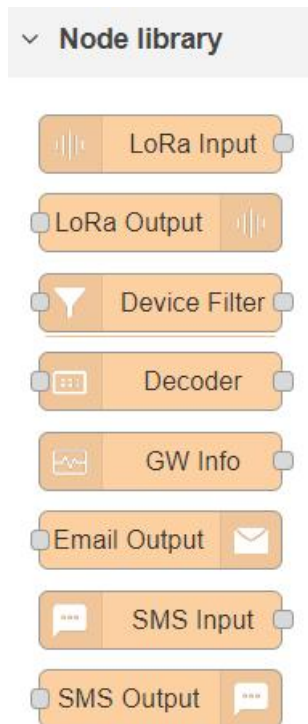 Node library
LoRa Input
LoRa Output
Device Filter
Decoder
GW Info
Email Output
SMS Input
SMS Output